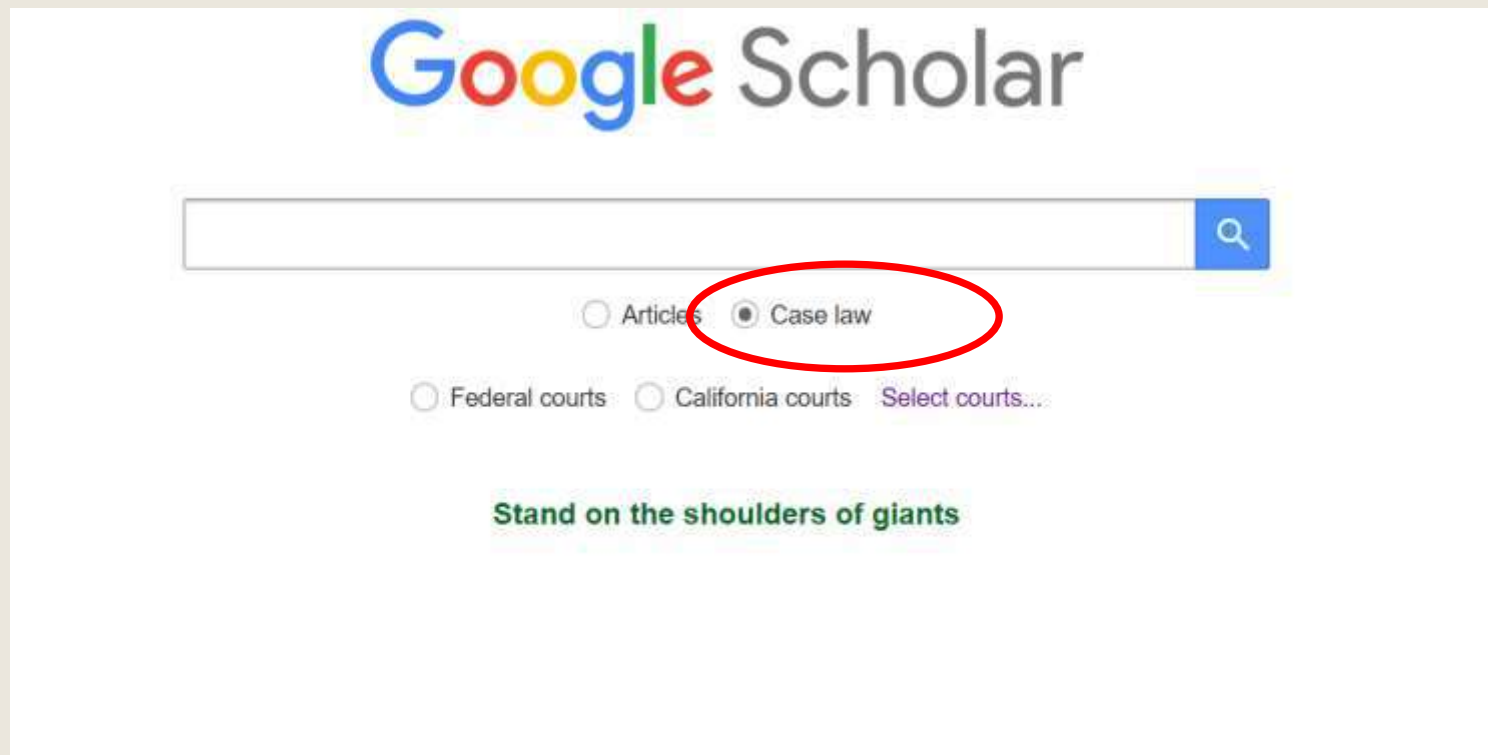 Google Scholar
Articles Case law
Federal courts California courts Select courts...
Stand on the shoulders of giants